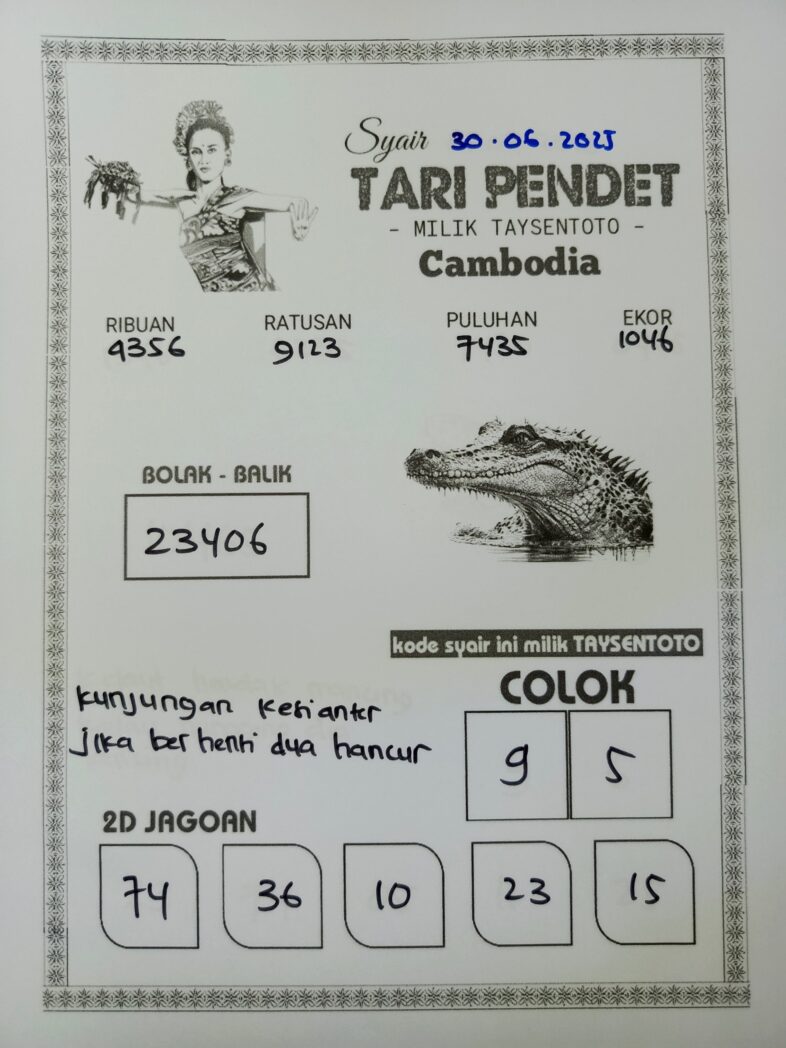 Syair 30.06.2025
TARI PENDET
- MILIK TAYSENTOTO -
Cambodia
RIBUAN RATUSAN PULUHAN EKOR
4356 9123 7435 1046
BOLAK - BALIK
23406
kode syair ini milik TAYSENTOTO
COLOK
9 5
kunjungan
jika berhenti dua hancur
2D JAGOAN
74 36 10 23 15